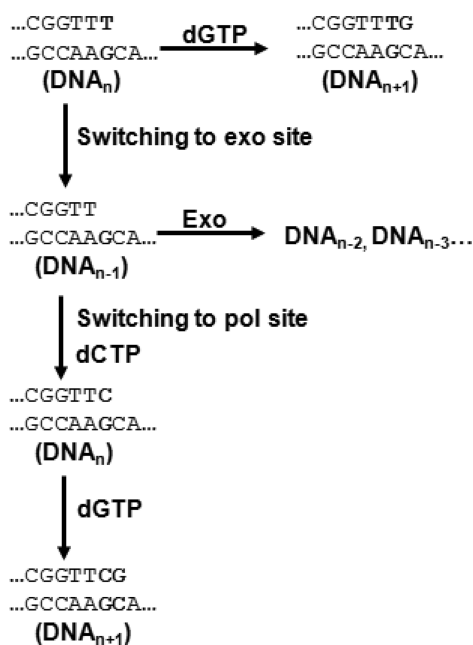 ...CGGTTT
...GCCAAGCA...
(DNAn)
dGTP
...CGGTTTG
...GCCAAGCA...
(DNAn+1)
Switching to exo site
...CGGTT
...GCCAAGCA...
(DNAn-1)
Exo
DNAn-2, DNAn-3...
Switching to pol site
dCTP
...CGGTTC
...GCCAAGCA...
(DNAn)
dGTP
...CGGTTCG
...GCCAAGCA...
(DNAn+1)